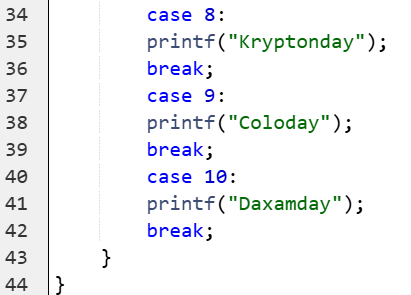 34 case 8:
35 printf("Kryptonday");
36 break;
37 case 9:
38 printf("Coloday");
39 break;
40 case 10:
41 printf("Daxamday");
42 break;
43 }
44 }